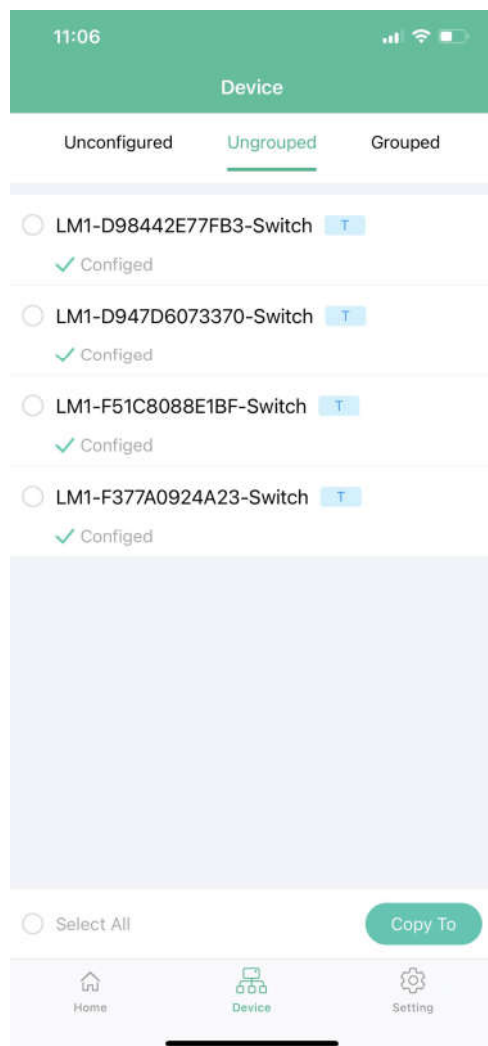 11:06
Device
Unconfigured Ungrouped Grouped
LM1-D98442E77FB3-Switch T
Configed
LM1-D947D6073370-Switch T
Configed
LM1-F51C8088E1BF-Switch T
Configed
LM1-F377A0924A23-Switch T
Configed
Select All Copy To
Home Device Setting